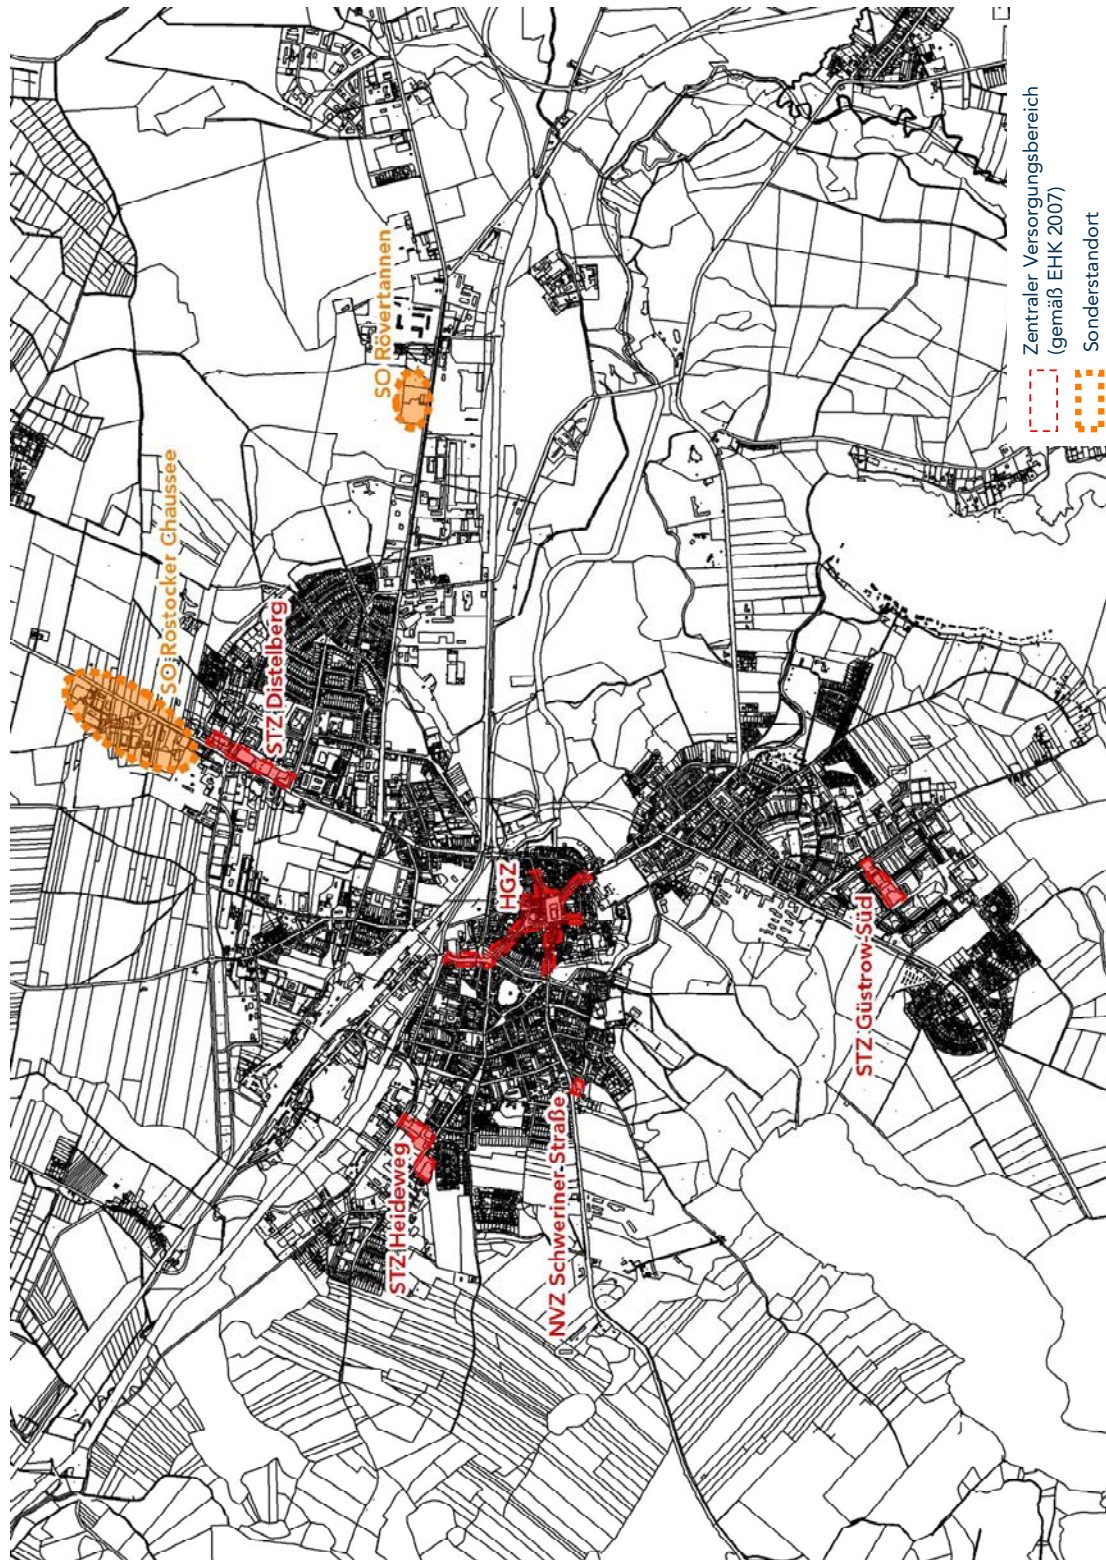 SO Rostocker Chaussee
STZ Distelberg
SO Rövertannen
STZ Heideweg
HGZ
NVZ Schweriner Straße
STZ Güstrow-Süd
Zentraler Versorgungsbereich
(gemäß EHK 2007)
Sonderstandort